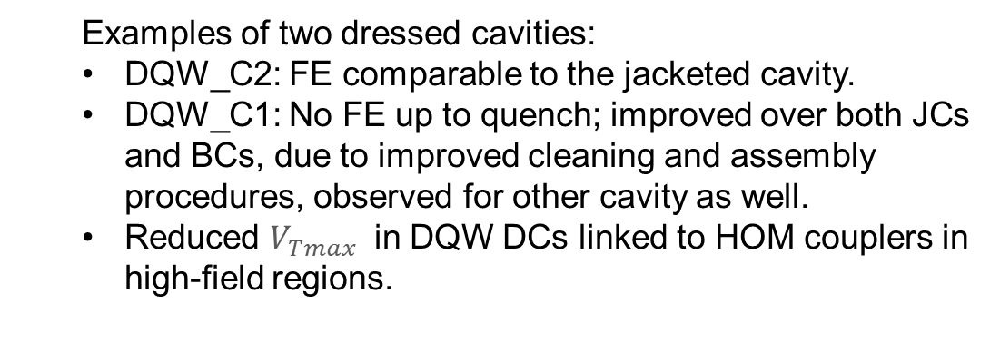 Examples of two dressed cavities:
• DQW_C2: FE comparable to the jacketed cavity.
• DQW_C1: No FE up to quench; improved over both JCs
and BCs, due to improved cleaning and assembly
procedures, observed for other cavity as well.
• Reduced V_Tmax in DQW DCs linked to HOM couplers in
high-field regions.